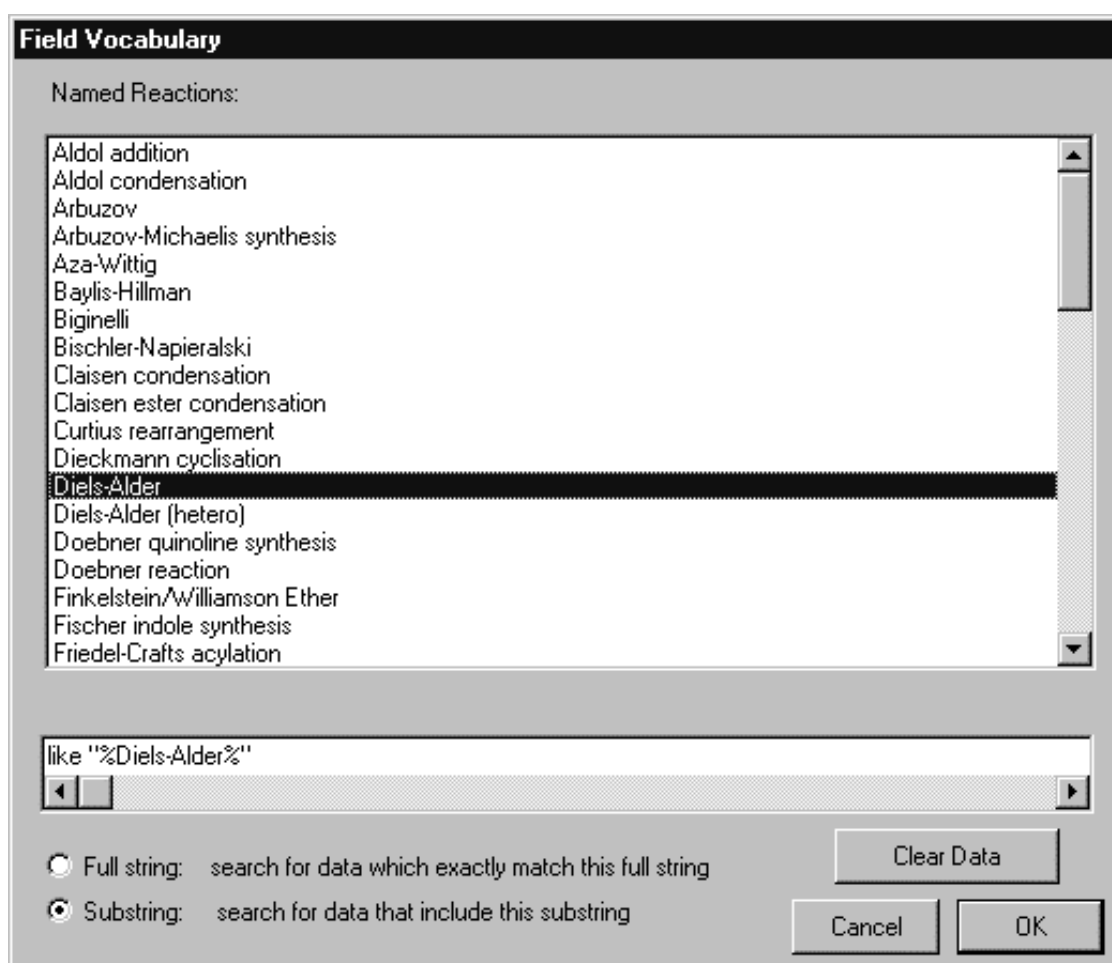 Field Vocabulary
Named Reactions:
Aldol addition
Aldol condensation
Arbuzov
Arbuzov-Michaelis synthesis
Aza-Wittig
Baylis-Hillman
Biginelli
Bischler-Napieralski
Claisen condensation
Claisen ester condensation
Curtius rearrangement
Dieckmann cyclisation
Diels-Alder
Diels-Alder (hetero)
Doebner quinoline synthesis
Doebner reaction
Finkelstein/Williamson Ether
Fischer indole synthesis
Friedel-Crafts acylation
like "%Diels-Alder%"
Full string: search for data which exactly match this full string
Substring: search for data that include this substring
Clear Data
Cancel OK